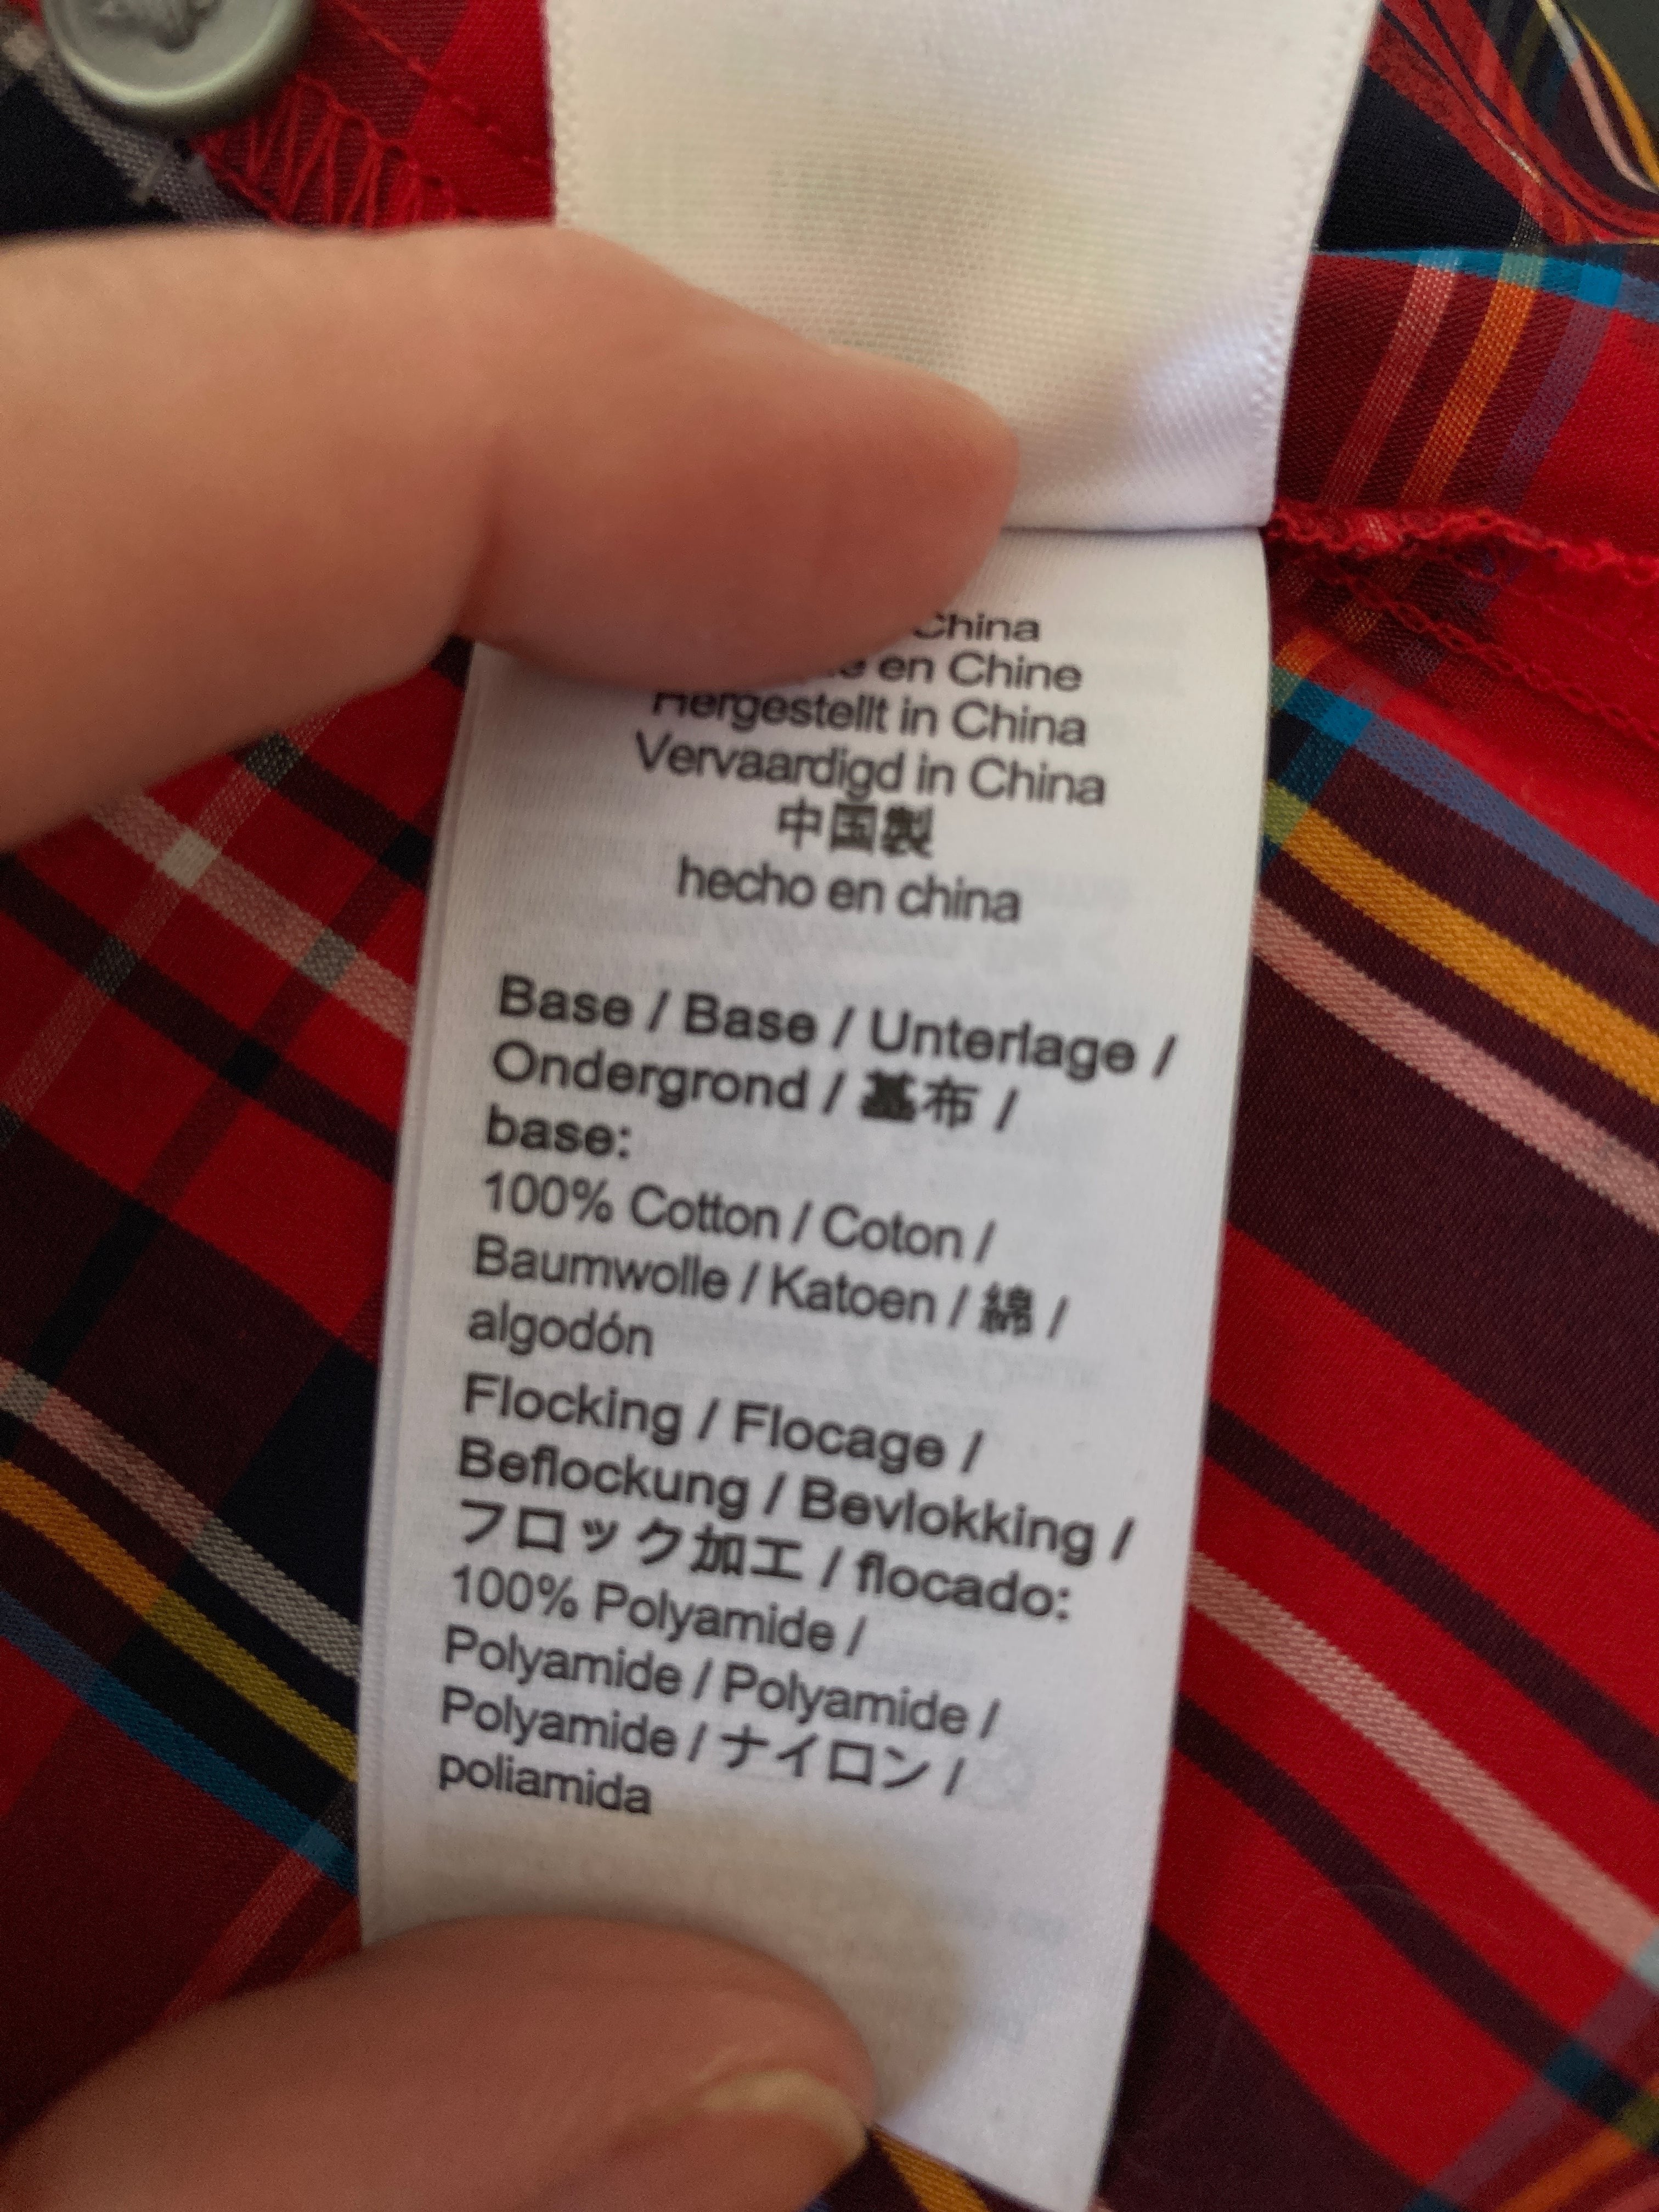 China
en Chine
Hergestellt in China
Vervaardigd in China
中国製
hecho en china
Base / Base / Unterlage /
Ondergrond / 基布 /
base:
100% Cotton / Coton /
Baumwolle / Katoen / 綿 /
algodón
Flocking / Flocage /
Beflockung / Bevlokking /
フロック加工 / flocado:
100% Polyamide /
Polyamide / Polyamide /
Polyamide / ナイロン /
poliamida